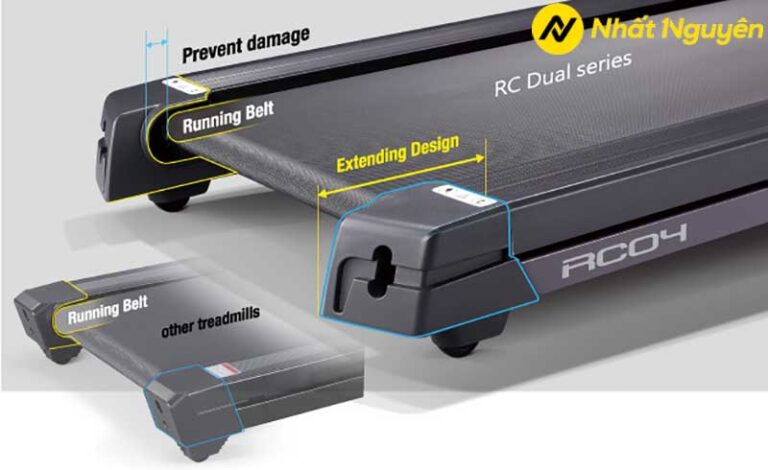 Nhất Nguyên
Prevent damage
RC Dual series
Running Belt
Extending Design
RC04
Running Belt
other treadmills